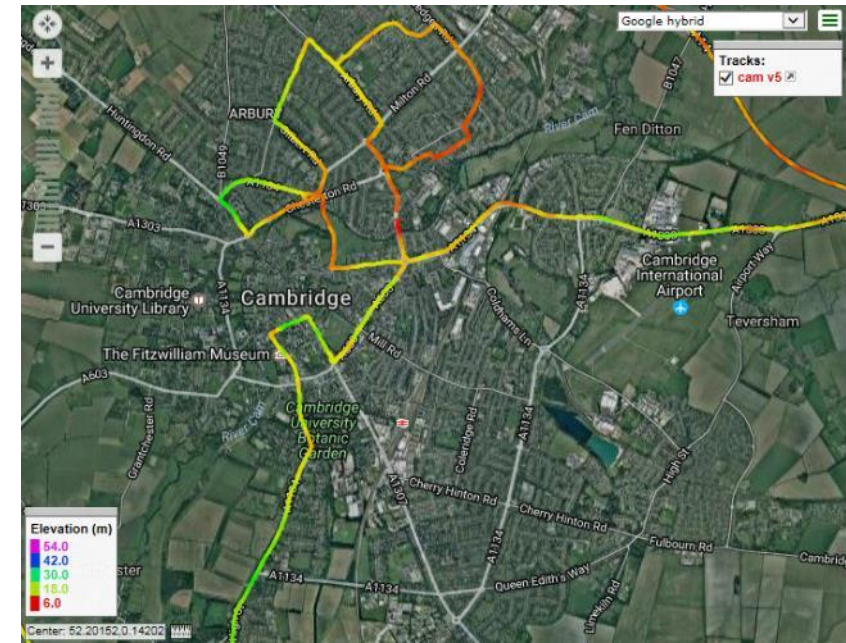 Google hybrid
Tracks:
cam v5
Milton Rd
B1047
ARBUR
Huntingdon Rd
River Cam
Fen Ditton
B1049
Chesterton Rd
A1303
A1303
A1134
A1134
Cambridge
International
Airport
Airport Way
Cambridge
University Library
Cambridge
Teversham
Coldhams Ln
The Fitzwilliam Museum
Mill Rd
A603
Cambridge
University
Botanic
Garden
River Cam
Grantchester Rd
Coleridge Rd
A1134
High St
A1307
Cherry Hinton Rd
Cherry Hinton Rd
Fulbourn Rd
Cambrid
Elevation (m)
54.0
42.0
30.0
18.0
6.0
ster
A1134
A1134
Queen Edith's Way
Limekiln Rd
Center: 52.20152,0.14202